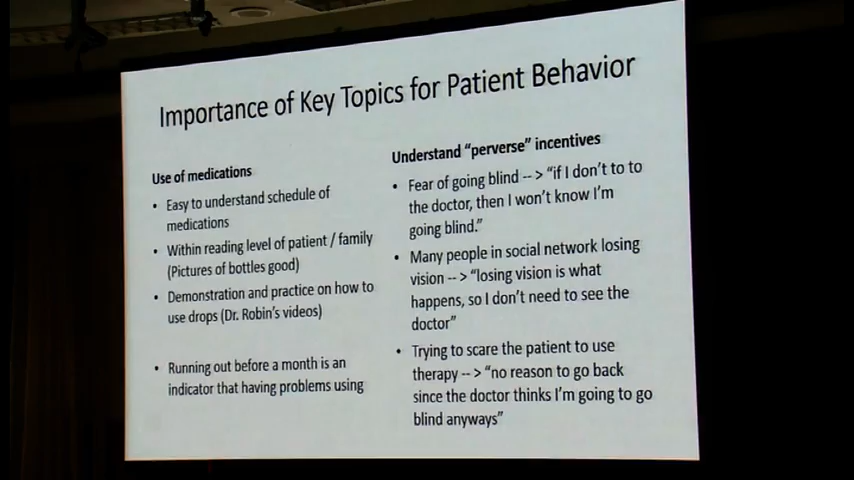 Importance of Key Topics for Patient Behavior
Use of medications
• Easy to understand schedule of
medications
• Within reading level of patient / family
(Pictures of bottles good)
• Demonstration and practice on how to
use drops (Dr. Robin's videos)
• Running out before a month is an
indicator that having problems using
Understand “perverse” incentives
• Fear of going blind -- > “if I don't to to
the doctor, then I won't know I'm
going blind.”
• Many people in social network losing
vision -- > “losing vision is what
happens, so I don't need to see the
doctor”
• Trying to scare the patient to use
therapy -- > “no reason to go back
since the doctor thinks I'm going to go
blind anyways”